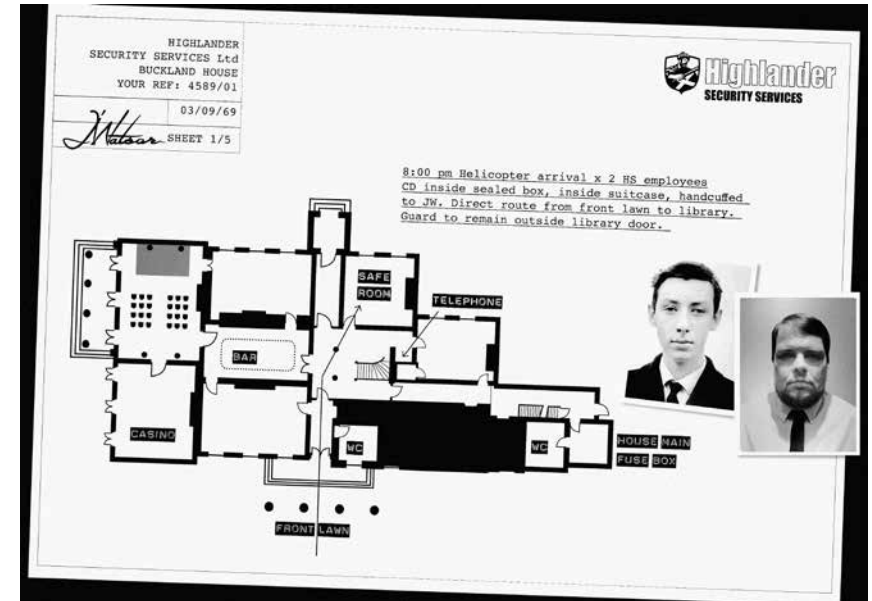 HIGHLANDER
SECURITY SERVICES Ltd
BUCKLAND HOUSE
YOUR REF: 4589/01
03/09/69
SHEET 1/5
Highlander
SECURITY SERVICES
8:00 pm Helicopter arrival x 2 HS employees
CD inside sealed box, inside suitcase, handcuffed
to JW. Direct route from front lawn to library.
Guard to remain outside library door.
SAFE
ROOM
TELEPHONE
BAR
CASINO
WC
WC
HOUSE MAIN
FUSE BOX
FRONT LAWN